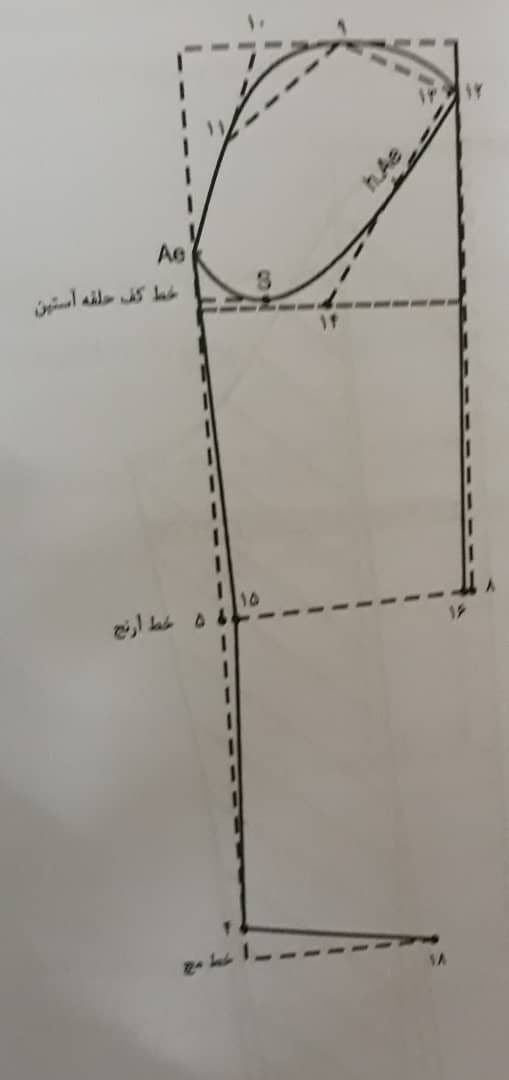 ۱۰
۹
۱۳ ۱۲
۱۱
h.Ae
Ae
S
خط کف حلقه آستین
۱۴
۱۵
۸
خط آرنج ۵
۱۶
۴
خط مچ
۱۸